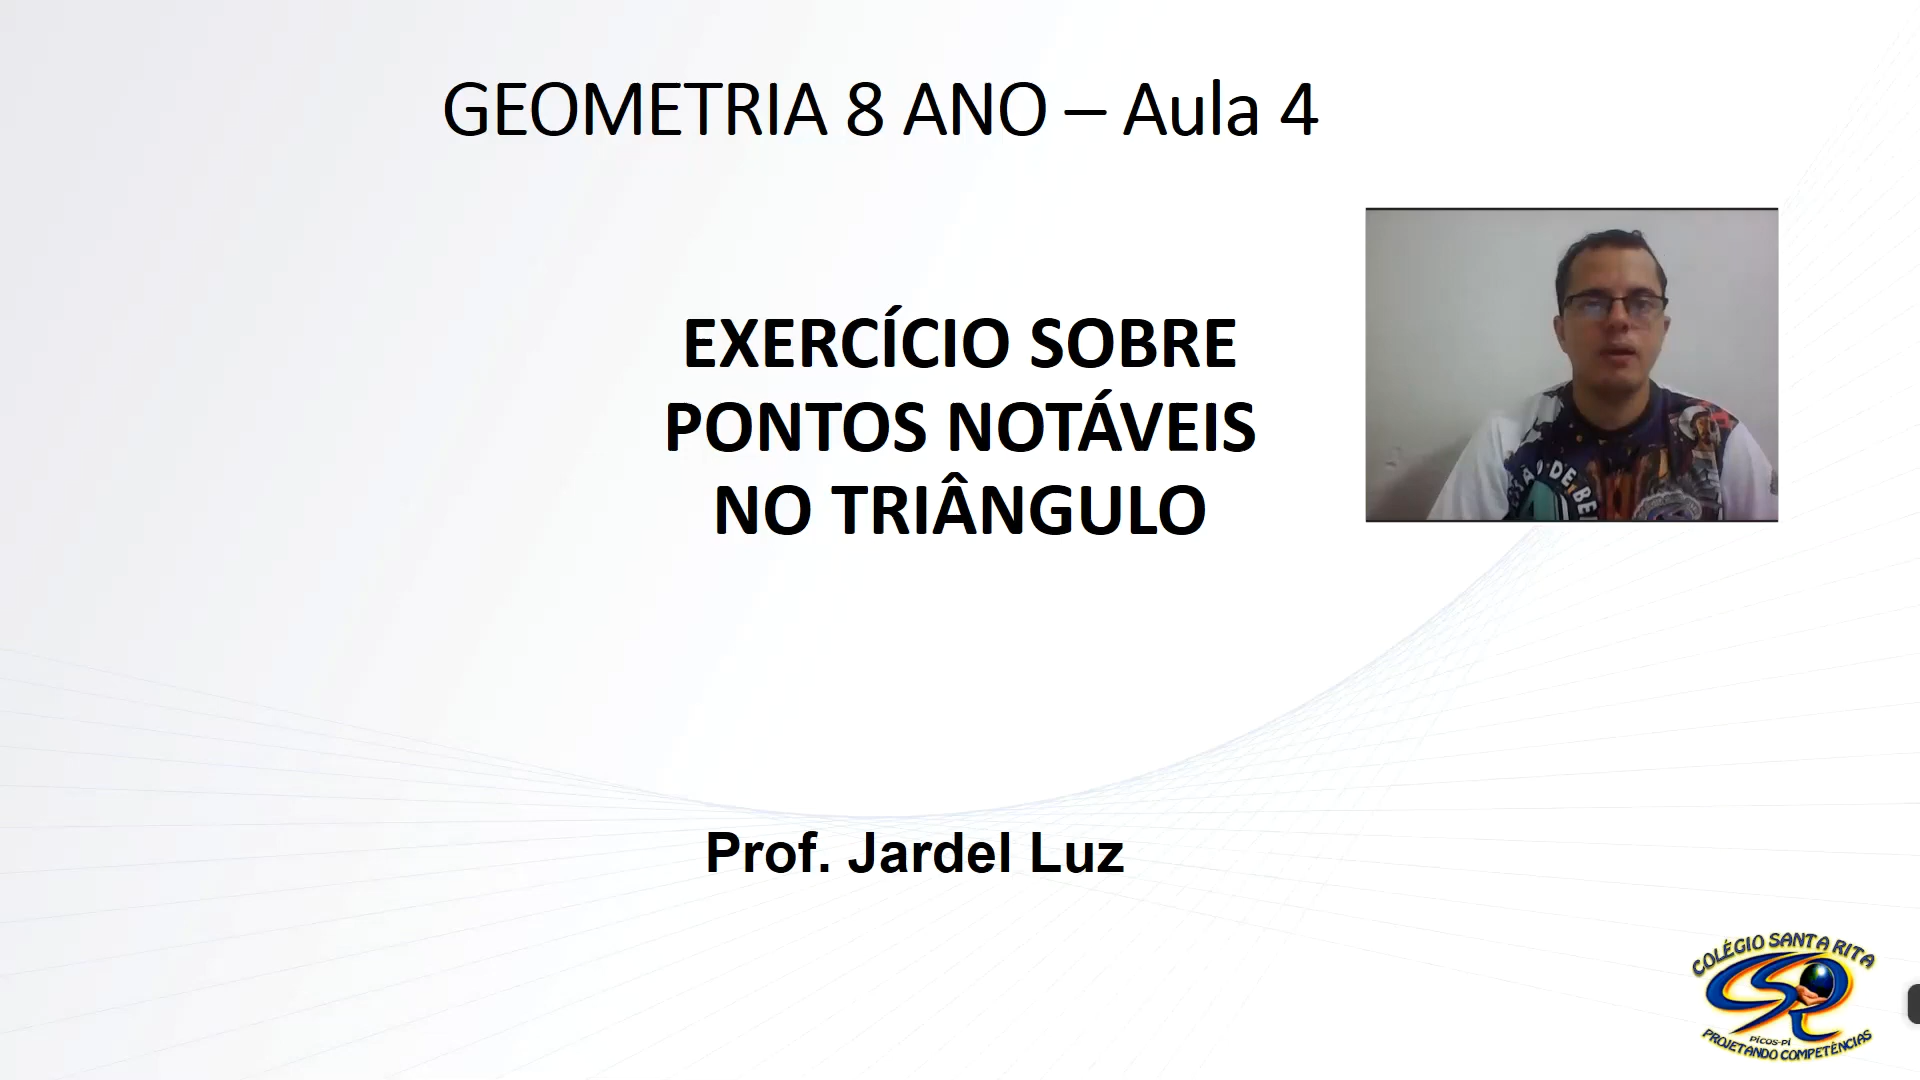 GEOMETRIA 8 ANO – Aula 4
EXERCÍCIO SOBRE
PONTOS NOTÁVEIS
NO TRIÂNGULO
Prof. Jardel Luz
COLÉGIO SANTA RITA
PICOS-PI
PROJETANDO COMPETÊNCIAS